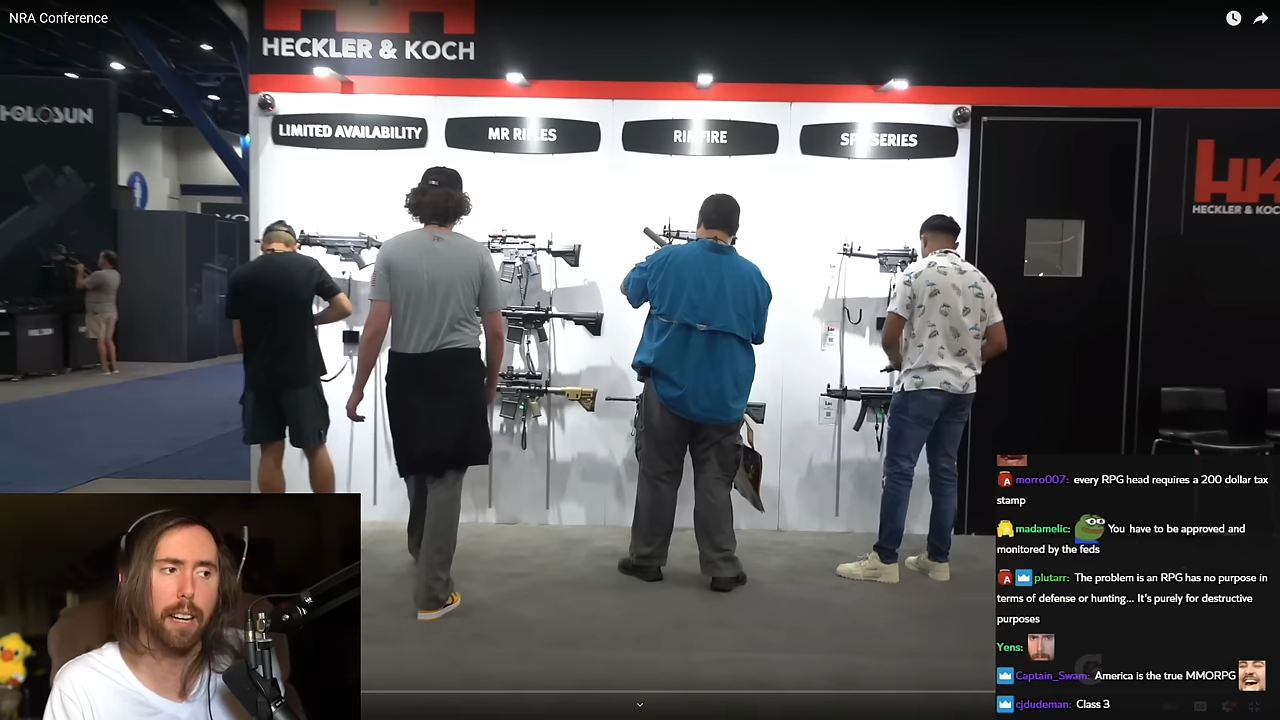 NRA Conference
HECKLER & KOCH
HOLOSUN
LIMITED AVAILABILITY
MR RIFLES
RIMFIRE
SP SERIES
HK
HECKLER & KOC
morro007: every RPG head requires a 200 dollar tax
stamp
madamelic: You have to be approved and
monitored by the feds
plutarr: The problem is an RPG has no purpose in
terms of defense or hunting... It's purely for destructive
purposes
Yens:
Captain_Swam: America is the true MMORPG
cjdudeman: Class 3